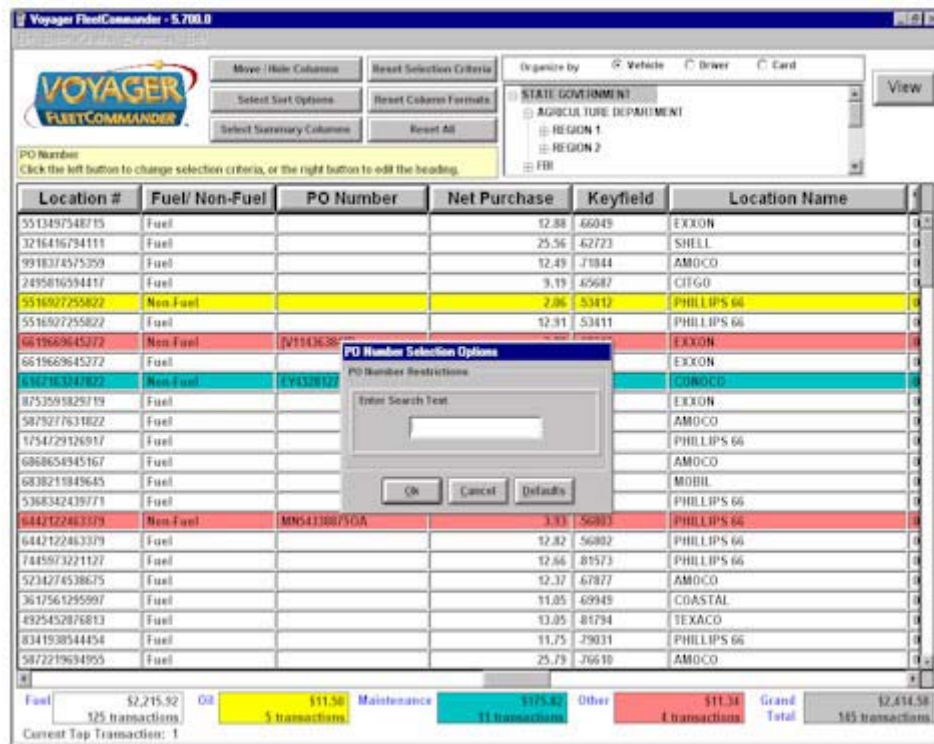 Voyager FleetCommander - 5.700.0
VOYAGER
FLEETCOMMANDER
Move / Hide Columns
Reset Selection Criteria
Select Sort Options
Reset Column Formats
Select Summary Columns
Reset All
Organize by Vehicle Driver Card
View
STATE GOVERNMENT
AGRICULTURE DEPARTMENT
REGION 1
REGION 2
FBI
PO Number
Click the left button to change selection criteria, or the right button to edit the heading.
Location # Fuel/ Non-Fuel PO Number Net Purchase Keyfield Location Name
5513497548715 Fuel 12.88 66049 EXXON
3216416794111 Fuel 25.56 62723 SHELL
9918374575359 Fuel 12.49 71844 AMOCO
2495816594417 Fuel 9.19 65687 CITGO
5516927255822 Non-Fuel 2.06 53412 PHILLIPS 66
5516927255822 Fuel 12.91 53411 PHILLIPS 66
6619669645272 Non-Fuel EXXON
6619669645272 Fuel EXXON
6167163247822 Non-Fuel CONOCO
8753591829719 Fuel EXXON
5879277631822 Fuel AMOCO
1754729126917 Fuel PHILLIPS 66
6868654945167 Fuel AMOCO
6838211849645 Fuel MOBIL
5368342439771 Fuel PHILLIPS 66
6442122463379 Non-Fuel 3.93 56803 PHILLIPS 66
6442122463379 Fuel 12.82 56802 PHILLIPS 66
7445973221127 Fuel 12.66 81573 PHILLIPS 66
5234274538675 Fuel 12.37 67877 AMOCO
3617561295997 Fuel 11.05 69949 COASTAL
4925452876813 Fuel 13.05 81794 TEXACO
8341938544454 Fuel 11.75 79031 PHILLIPS 66
5872219694955 Fuel 25.79 76610 AMOCO
PO Number Selection Options
PO Number Restrictions
Enter Search Text
Ok Cancel Defaults
Fuel $2,215.92 Oil $11.50 Maintenance $175.82 Other $11.34 Grand Total $2,414.58
125 transactions 5 transactions 11 transactions 4 transactions 145 transactions
Current Top Transaction: 1